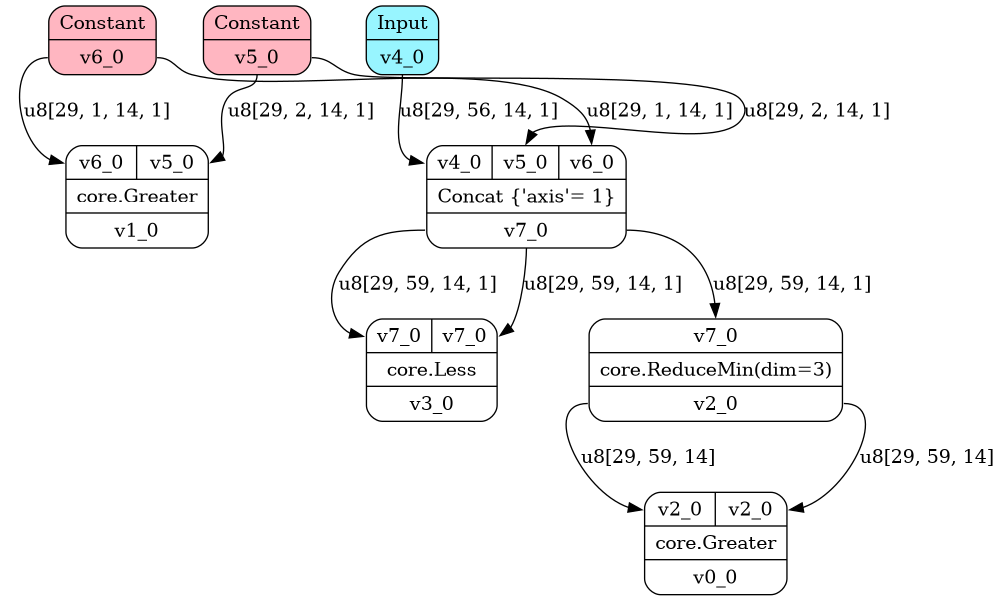 Constant
v6_0
Constant
v5_0
Input
v4_0
u8[29, 1, 14, 1]
u8[29, 2, 14, 1]
u8[29, 56, 14, 1]
u8[29, 1, 14, 1]
u8[29, 2, 14, 1]
v6_0 v5_0
core.Greater
v1_0
v4_0 v5_0 v6_0
Concat {'axis'= 1}
v7_0
u8[29, 59, 14, 1]
u8[29, 59, 14, 1]
u8[29, 59, 14, 1]
v7_0 v7_0
core.Less
v3_0
v7_0
core.ReduceMin(dim=3)
v2_0
u8[29, 59, 14]
u8[29, 59, 14]
v2_0 v2_0
core.Greater
v0_0